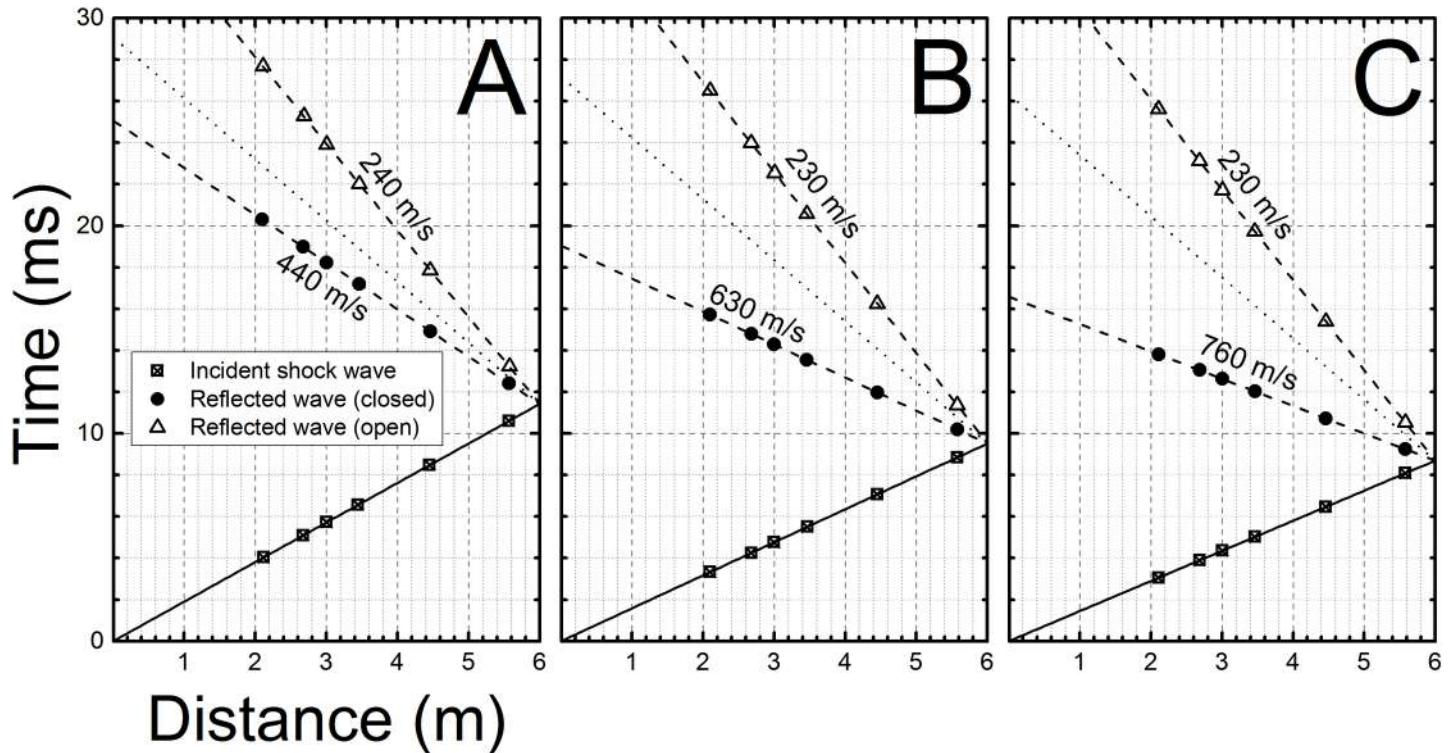 30
20
10
0
Time (ms)
A
240 m/s
440 m/s
Incident shock wave
Reflected wave (closed)
Reflected wave (open)
1 2 3 4 5 6
B
230 m/s
630 m/s
1 2 3 4 5 6
C
230 m/s
760 m/s
1 2 3 4 5 6
Distance (m)